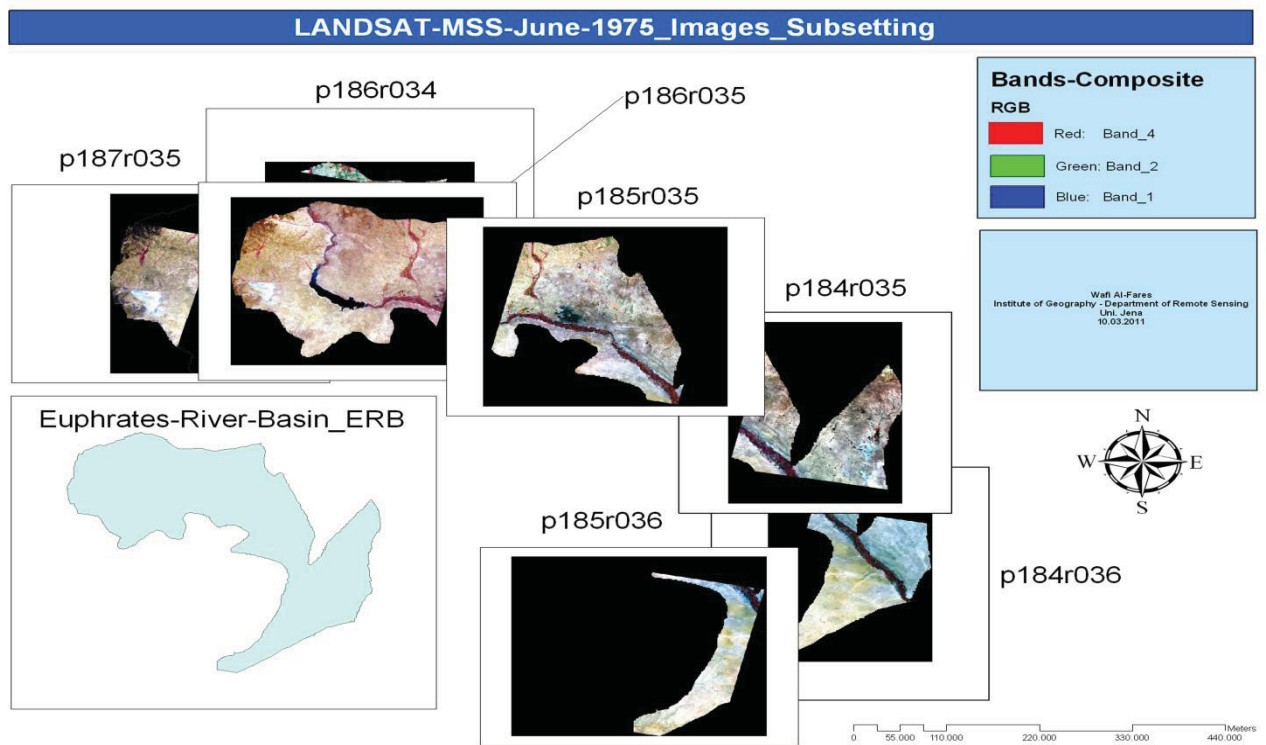 LANDSAT-MSS-June-1975_Images_Subsetting
p186r034
p186r035
p187r035
p185r035
p184r035
p185r036
p184r036
Euphrates-River-Basin_ERB
Bands-Composite
RGB
Red: Band_4
Green: Band_2
Blue: Band_1
Wafi Al-Fares
Institute of Geography - Department of Remote Sensing
Uni. Jena
10.03.2011
N
W E
S
Meters
0 55.000 110.000 220.000 330.000 440.000